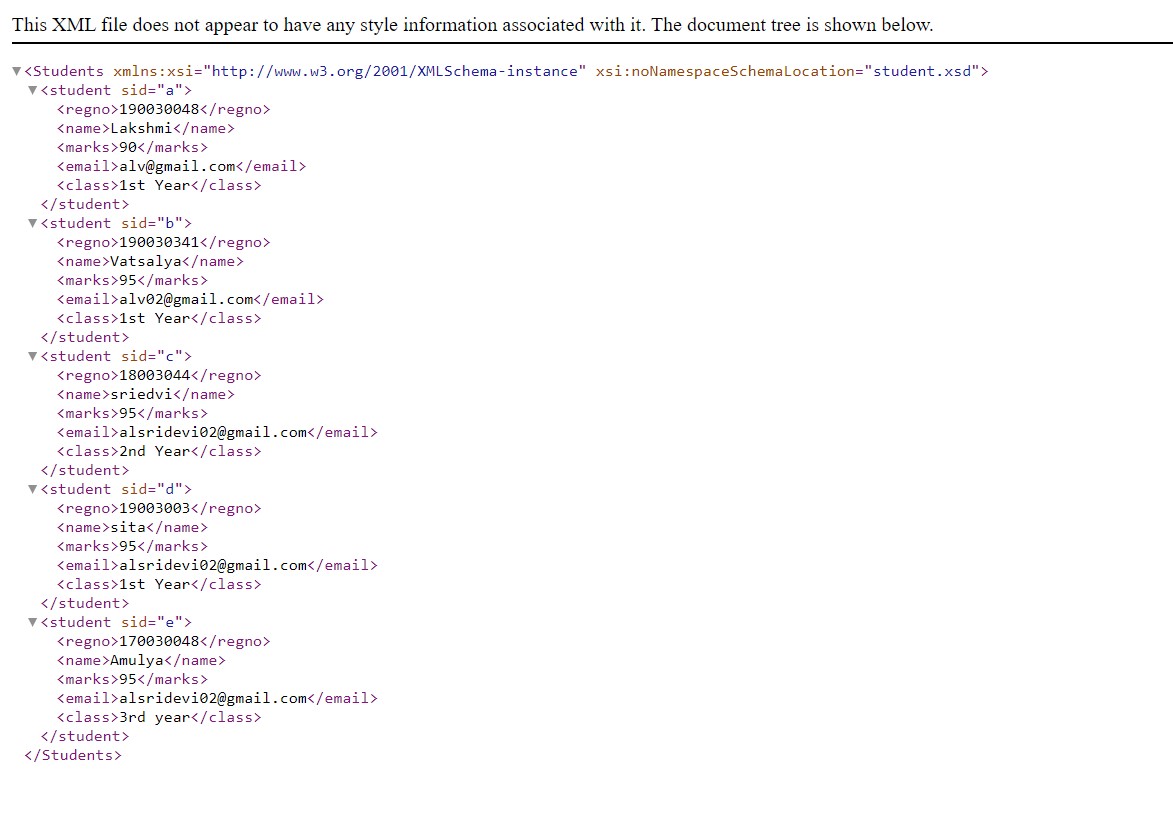 This XML file does not appear to have any style information associated with it. The document tree is shown below.
▼<Students xmlns:xsi="http://www.w3.org/2001/XMLSchema-instance" xsi:noNamespaceSchemaLocation="student.xsd">
▼<student sid="a">
<regno>190030048</regno>
<name>Lakshmi</name>
<marks>90</marks>
<email>alv@gmail.com</email>
<class>1st Year</class>
</student>
▼<student sid="b">
<regno>190030341</regno>
<name>Vatsalya</name>
<marks>95</marks>
<email>alv02@gmail.com</email>
<class>1st Year</class>
</student>
▼<student sid="c">
<regno>18003044</regno>
<name>sriedvi</name>
<marks>95</marks>
<email>alsridevi02@gmail.com</email>
<class>2nd Year</class>
</student>
▼<student sid="d">
<regno>19003003</regno>
<name>sita</name>
<marks>95</marks>
<email>alsridevi02@gmail.com</email>
<class>1st Year</class>
</student>
▼<student sid="e">
<regno>170030048</regno>
<name>Amulya</name>
<marks>95</marks>
<email>alsridevi02@gmail.com</email>
<class>3rd year</class>
</student>
</Students>